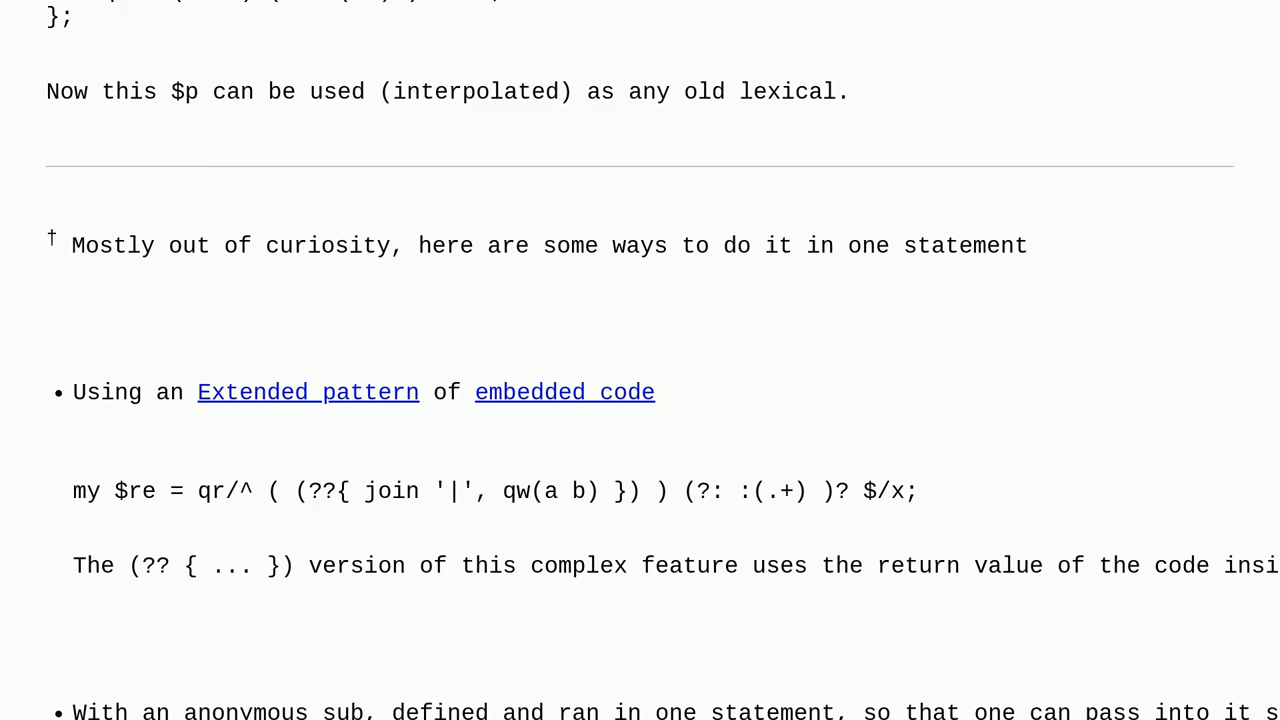 };
Now this $p can be used (interpolated) as any old lexical.
† Mostly out of curiosity, here are some ways to do it in one statement
• Using an Extended pattern of embedded code
my $re = qr/^ ( (??{ join '|', qw(a b) }) ) (?: :(.+) )? $/x;
The (?? { ... }) version of this complex feature uses the return value of the code insi
• With an anonymous sub, defined and ran in one statement, so that one can pass into it s